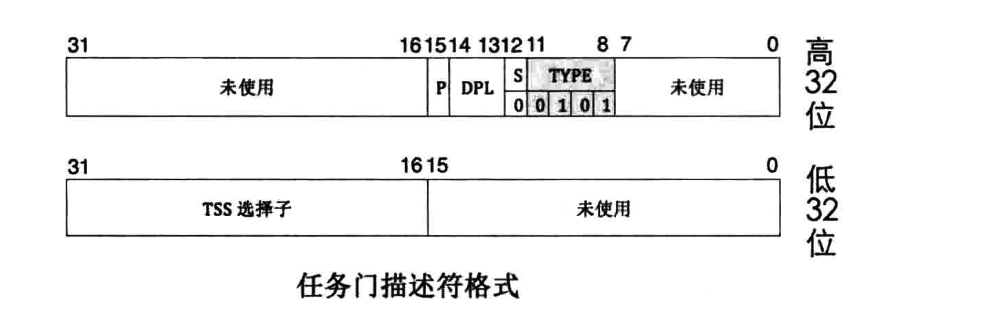 31 16 15 14 13 12 11 8 7 0
未使用 P DPL S TYPE 未使用
0 0 1 0 1
高32位
31 16 15 0
TSS 选择子 未使用
低32位
任务门描述符格式